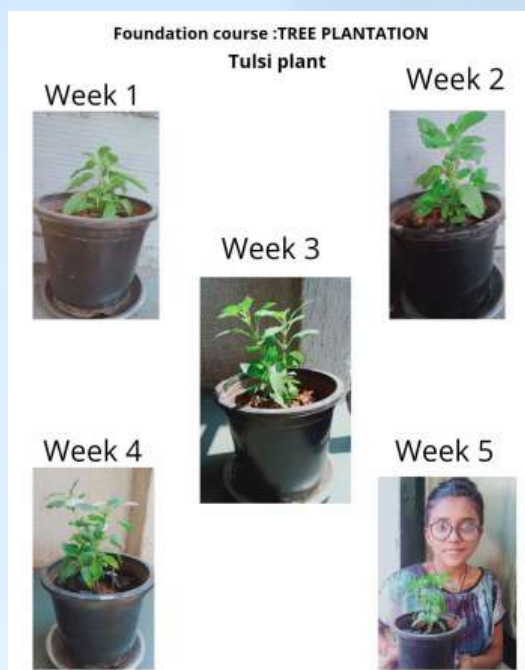 Foundation course :TREE PLANTATION
Tulsi plant
Week 1
Week 2
Week 3
Week 4
Week 5